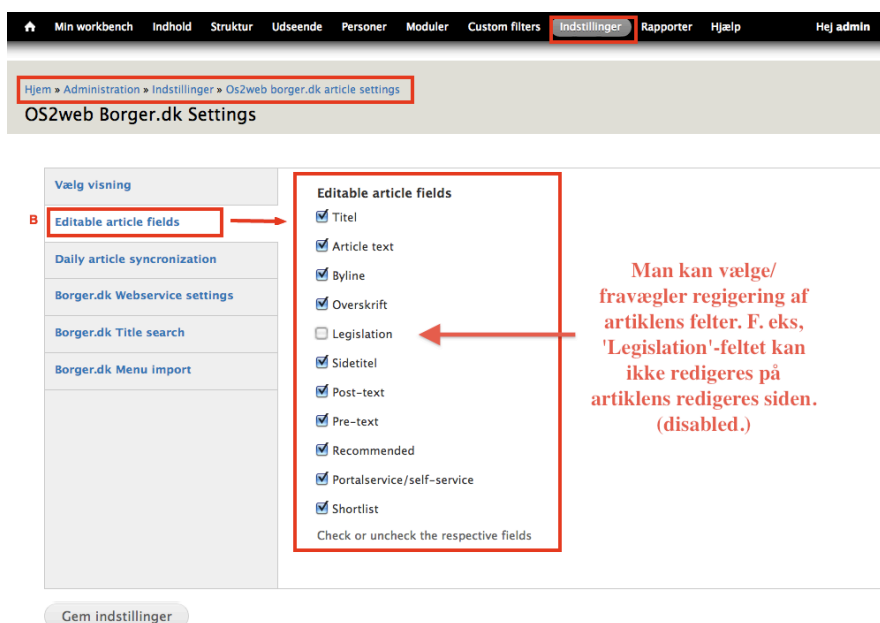 Min workbench Indhold Struktur Udseende Personer Moduler Custom filters Indstillinger Rapporter Hjælp Hej admin
Hjem » Administration » Indstillinger » Os2web borger.dk article settings
OS2web Borger.dk Settings
Vælg visning
B Editable article fields
Daily article syncronization
Borger.dk Webservice settings
Borger.dk Title search
Borger.dk Menu import
Editable article fields
Titel
Article text
Byline
Overskrift
Legislation
Sidetitel
Post-text
Pre-text
Recommended
Portalservice/self-service
Shortlist
Check or uncheck the respective fields
Man kan vælge/
fravægler regigering af
artiklens felter. F. eks,
'Legislation'-feltet kan
ikke redigeres på
artiklens redigeres siden.
(disabled.)
Gem indstillinger